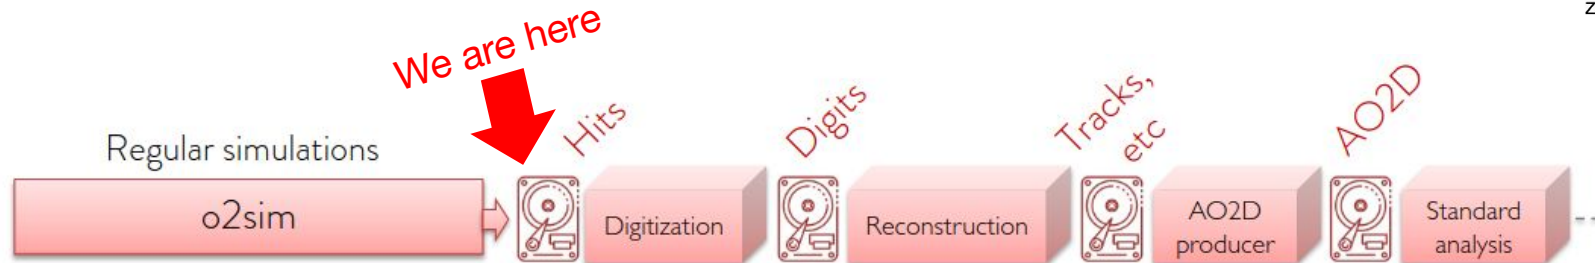 We are here
Regular simulations
o2sim
Hits
Digitization
Digits
Reconstruction
Tracks,
etc
AO2D
producer
AO2D
Standard
analysis
z